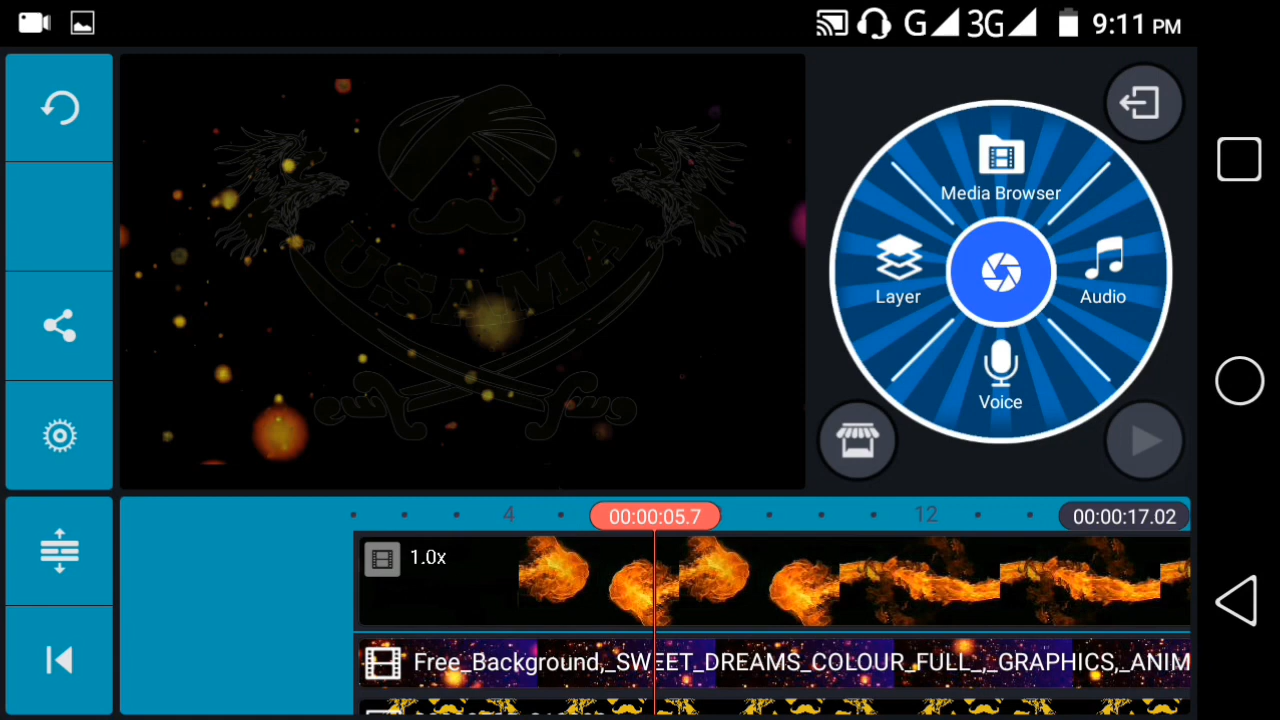 G 3G 9:11 PM
Media Browser
Layer
Audio
Voice
USAMA
4
00:00:05.7
12
00:00:17.02
1.0x
Free_Background,_SWEET_DREAMS_COLOUR_FULL_,_GRAPHICS,_ANIM